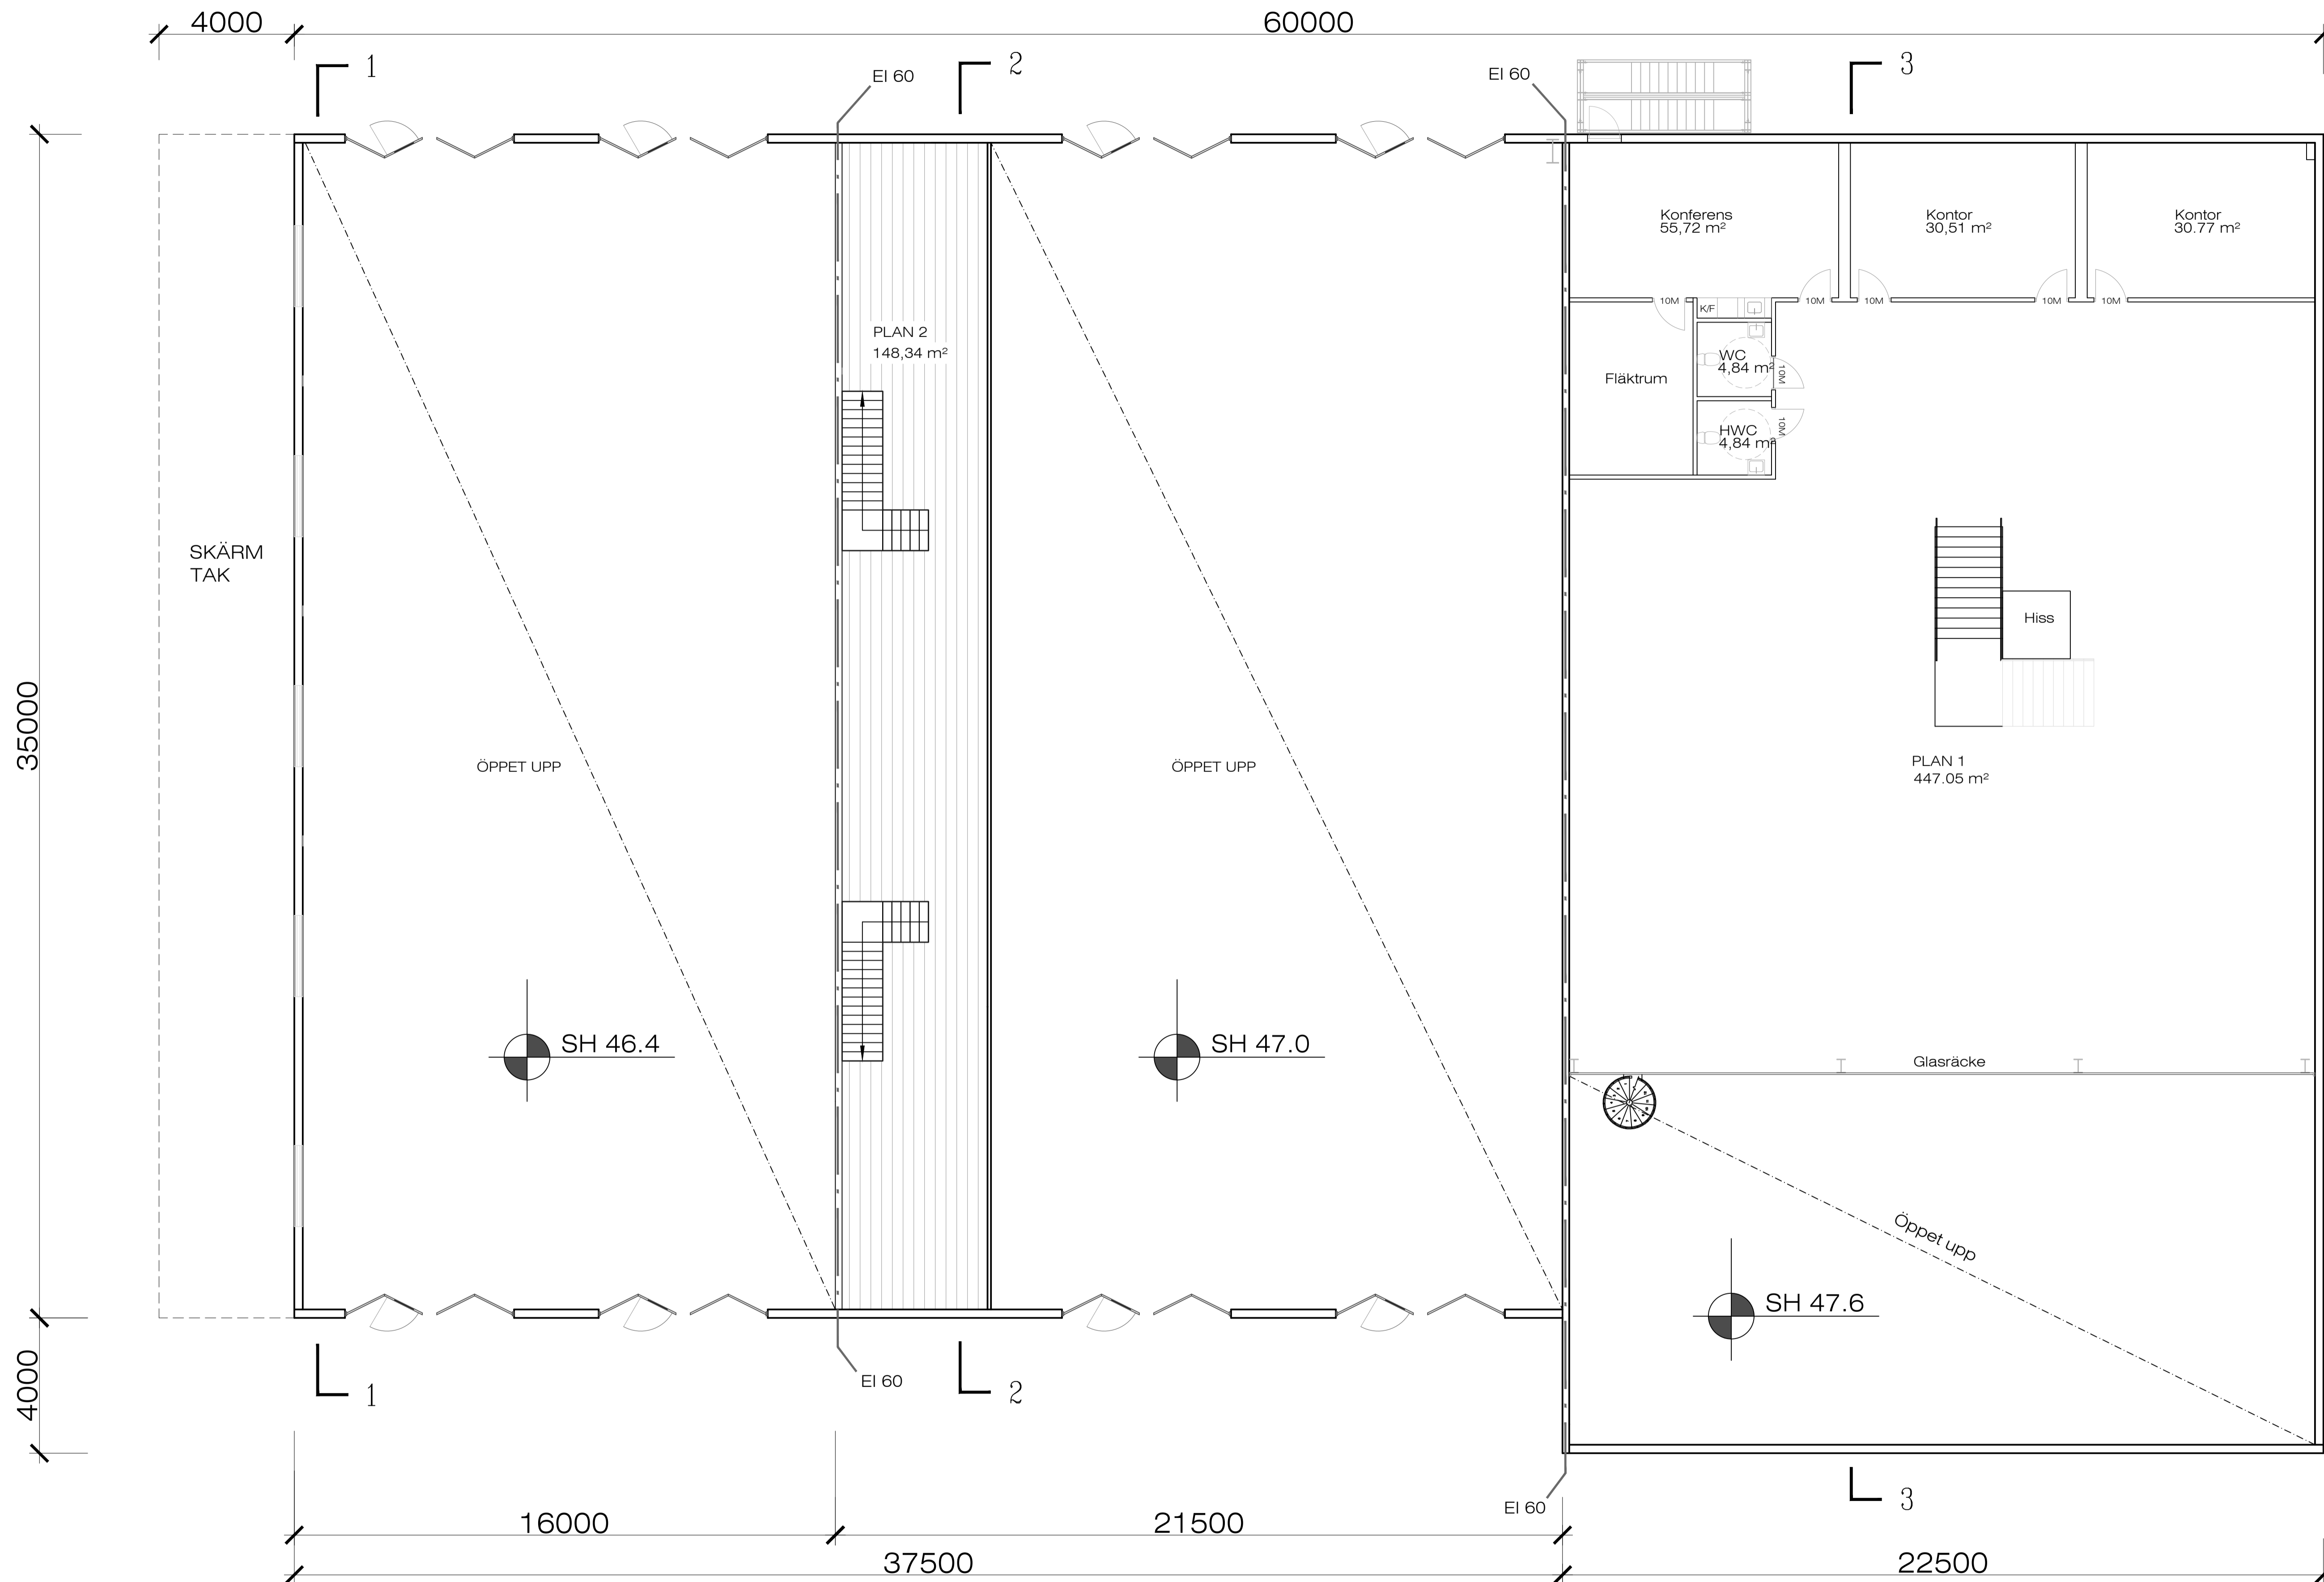 4000
60000
1
2
3
EI 60
EI 60
Konferens
55,72 m²
Kontor
30,51 m²
Kontor
30.77 m²
10M
10M
10M
10M
10M
K/F
PLAN 2
148,34 m²
WC
4,84 m²
10M
Fläktrum
HWC
4,84 m²
10M
SKÄRM
TAK
Hiss
35000
ÖPPET UPP
ÖPPET UPP
PLAN 1
447.05 m²
SH 46.4
SH 47.0
Glasräcke
Öppet upp
SH 47.6
4000
1
EI 60
2
3
EI 60
16000
21500
37500
22500